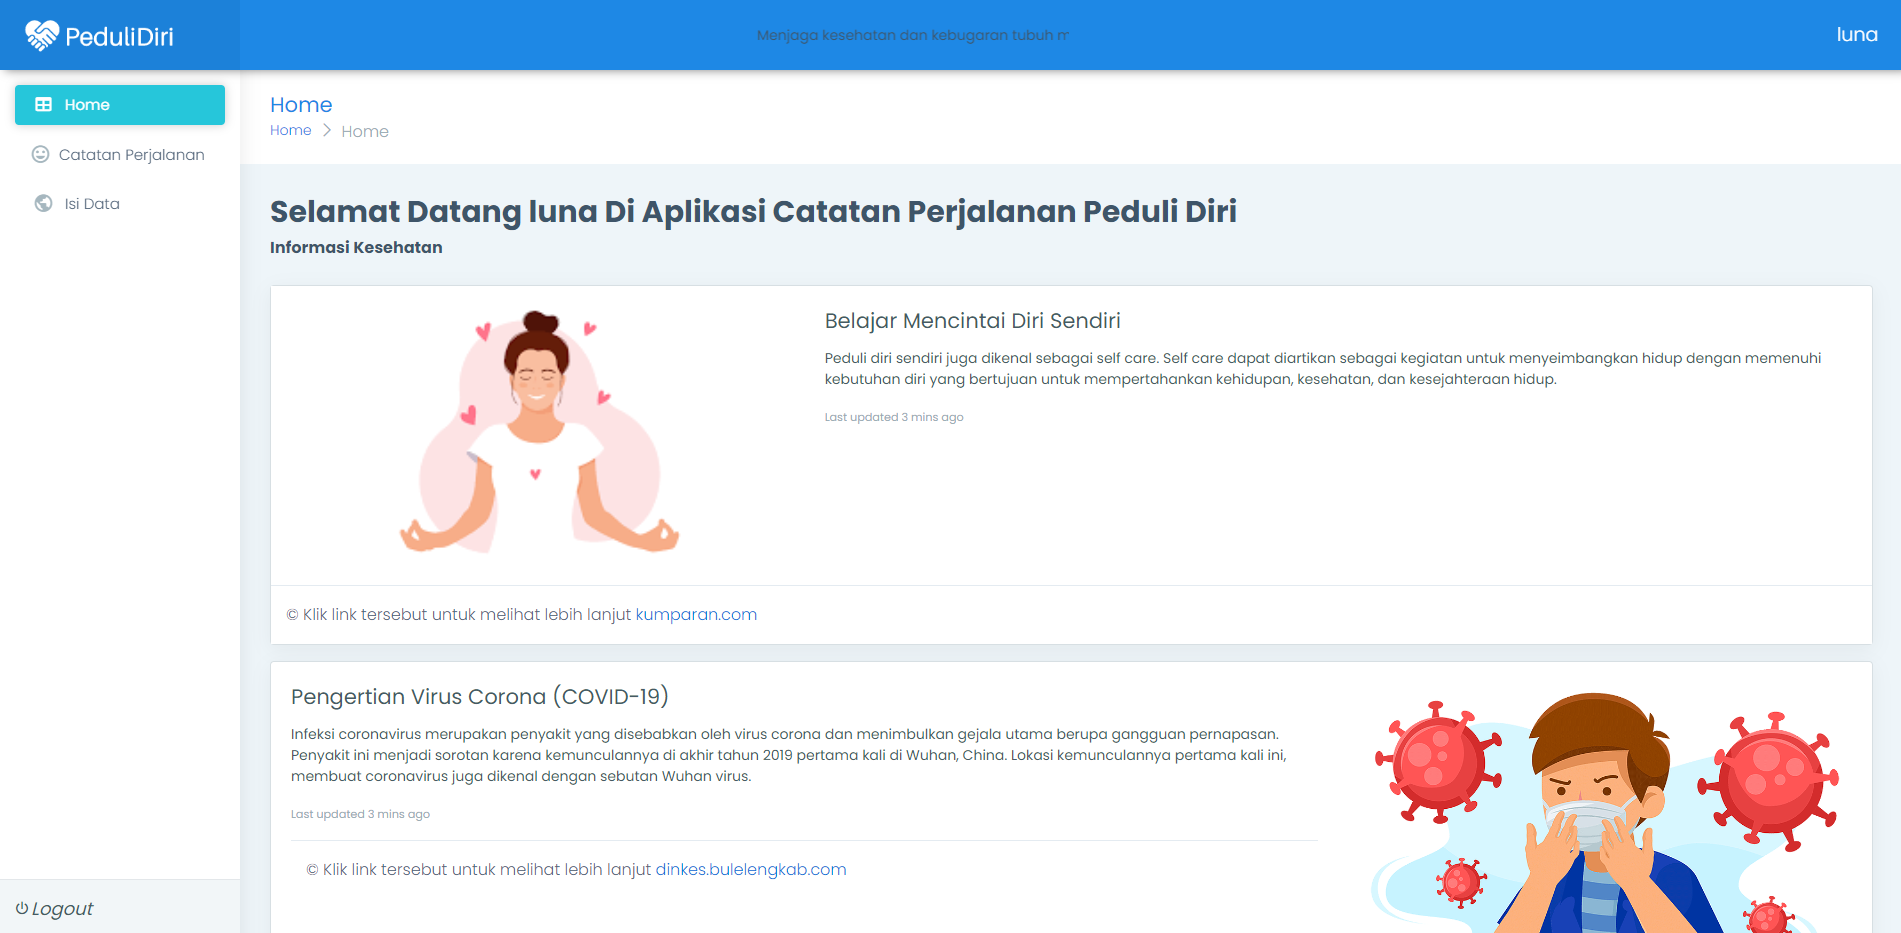 PeduliDiri
Menjaga kesehatan dan kebugaran tubuh
luna
Home
Catatan Perjalanan
Isi Data
Logout
Home
Home > Home
Selamat Datang luna Di Aplikasi Catatan Perjalanan Peduli Diri
Informasi Kesehatan
Belajar Mencintai Diri Sendiri
Peduli diri sendiri juga dikenal sebagai self care. Self care dapat diartikan sebagai kegiatan untuk menyeimbangkan hidup dengan memenuhi
kebutuhan diri yang bertujuan untuk mempertahankan kehidupan, kesehatan, dan kesejahteraan hidup.
Last updated 3 mins ago
© Klik link tersebut untuk melihat lebih lanjut kumparan.com
Pengertian Virus Corona (COVID-19)
Infeksi coronavirus merupakan penyakit yang disebabkan oleh virus corona dan menimbulkan gejala utama berupa gangguan pernapasan.
Penyakit ini menjadi sorotan karena kemunculannya di akhir tahun 2019 pertama kali di Wuhan, China. Lokasi kemunculannya pertama kali ini,
membuat coronavirus juga dikenal dengan sebutan Wuhan virus.
Last updated 3 mins ago
© Klik link tersebut untuk melihat lebih lanjut dinkes.bulelengkab.com